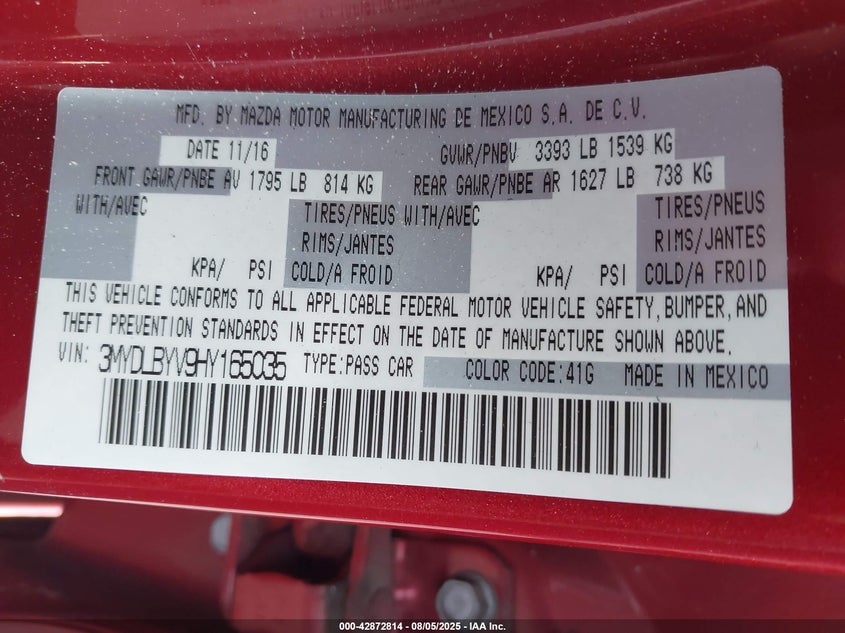 MFD. BY MAZDA MOTOR MANUFACTURING DE MEXICO S.A. DE C.V.
DATE 11/16 GVWR/PNBV 3393 LB 1539 KG
FRONT GAWR/PNBE AV 1795 LB 814 KG REAR GAWR/PNBE AR 1627 LB 738 KG
WITH/AVEC TIRES/PNEUS WITH/AVEC TIRES/PNEUS
RIMS/JANTES RIMS/JANTES
KPA/ PSI COLD/A FROID KPA/ PSI COLD/A FROID
THIS VEHICLE CONFORMS TO ALL APPLICABLE FEDERAL MOTOR VEHICLE SAFETY, BUMPER, AND
THEFT PREVENTION STANDARDS IN EFFECT ON THE DATE OF MANUFACTURE SHOWN ABOVE.
VIN: 3MYDLBYV9HY165035 TYPE:PASS CAR COLOR CODE:41G MADE IN MEXICO
000-42872814 - 08/05/2025 - IAA Inc.